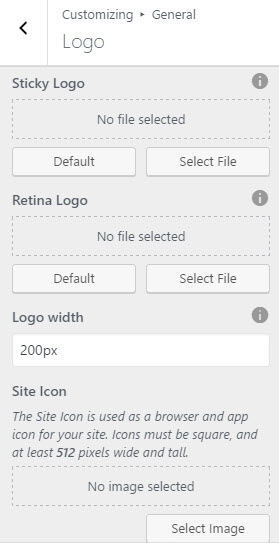 Customizing ▸ General
Logo
Sticky Logo
No file selected
Default Select File
Retina Logo
No file selected
Default Select File
Logo width
200px
Site Icon
The Site Icon is used as a browser and app
icon for your site. Icons must be square, and
at least 512 pixels wide and tall.
No image selected
Select Image